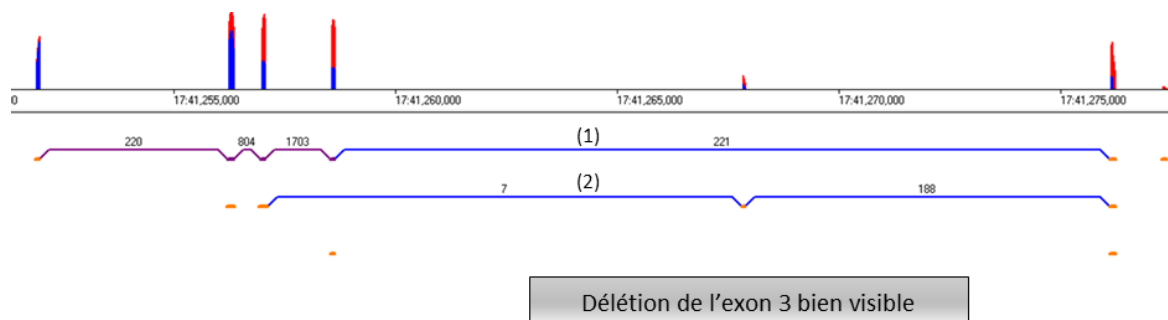 0 17:41,255,000 17:41,260,000 17:41,265,000 17:41,270,000 17:41,275,000
(1)
220 804 1703 221
(2)
7 188
Délétion de l'exon 3 bien visible